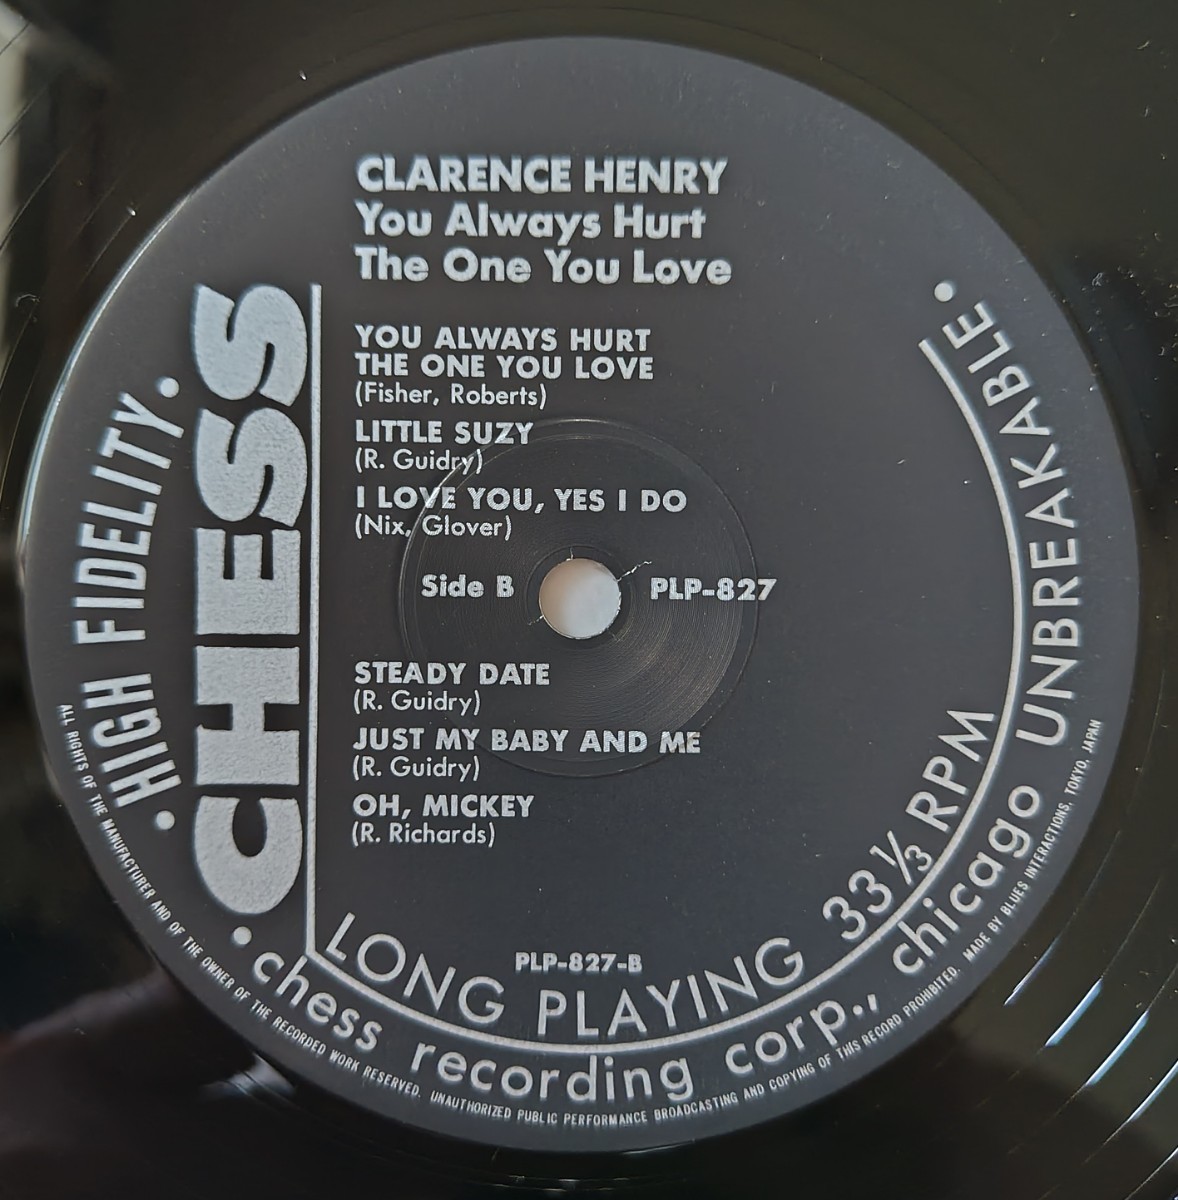 CLARENCE HENRY
You Always Hurt
The One You Love
YOU ALWAYS HURT
THE ONE YOU LOVE
(Fisher, Roberts)
LITTLE SUZY
(R. Guidry)
I LOVE YOU, YES I DO
(Nix, Glover)
Side B
PLP-827
STEADY DATE
(R. Guidry)
JUST MY BABY AND ME
(R. Guidry)
OH, MICKEY
(R. Richards)
PLP-827-B
LONG PLAYING 33⅓ RPM
CHESS
• HIGH FIDELITY. •
• chess recording corp., chicago UNBREAKABLE. •
ALL RIGHTS OF THE MANUFACTURER AND OF THE OWNER OF THE RECORDED WORK RESERVED. UNAUTHORIZED PUBLIC PERFORMANCE BROADCASTING AND COPYING OF THIS RECORD PROHIBITED. MADE BY BLUES INTERACTIONS, TOKYO, JAPAN